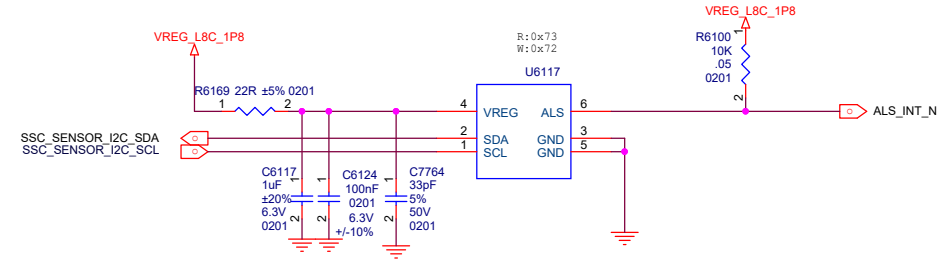 VREG_L8C_1P8
R:0x73
W:0x72
VREG_L8C_1P8
R6100
10K
.05
0201
1
2
U6117
R6169 22R ±5% 0201
1
2
4
VREG
ALS
6
ALS_INT_N
SSC_SENSOR_I2C_SDA
2
SDA
GND
3
SSC_SENSOR_I2C_SCL
1
SCL
GND
5
C6117
1uF
±20%
6.3V
0201
1
2
C6124
100nF
0201
6.3V
+/-10%
1
2
C7764
33pF
5%
50V
0201
1
2